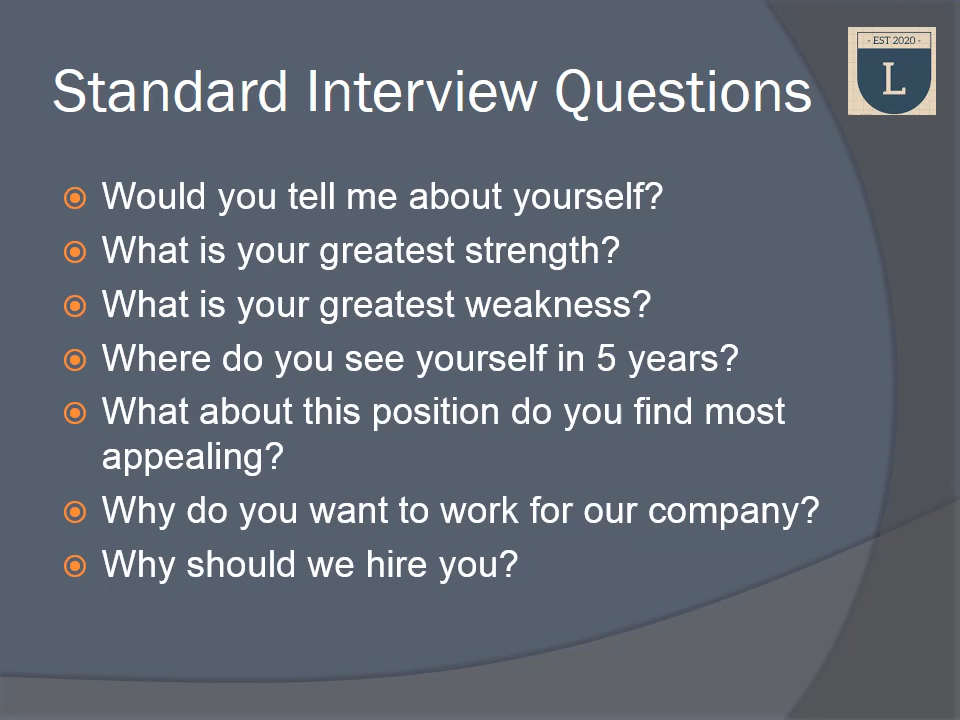 - EST 2020 -
L
Standard Interview Questions
Would you tell me about yourself?
What is your greatest strength?
What is your greatest weakness?
Where do you see yourself in 5 years?
What about this position do you find most
appealing?
Why do you want to work for our company?
Why should we hire you?